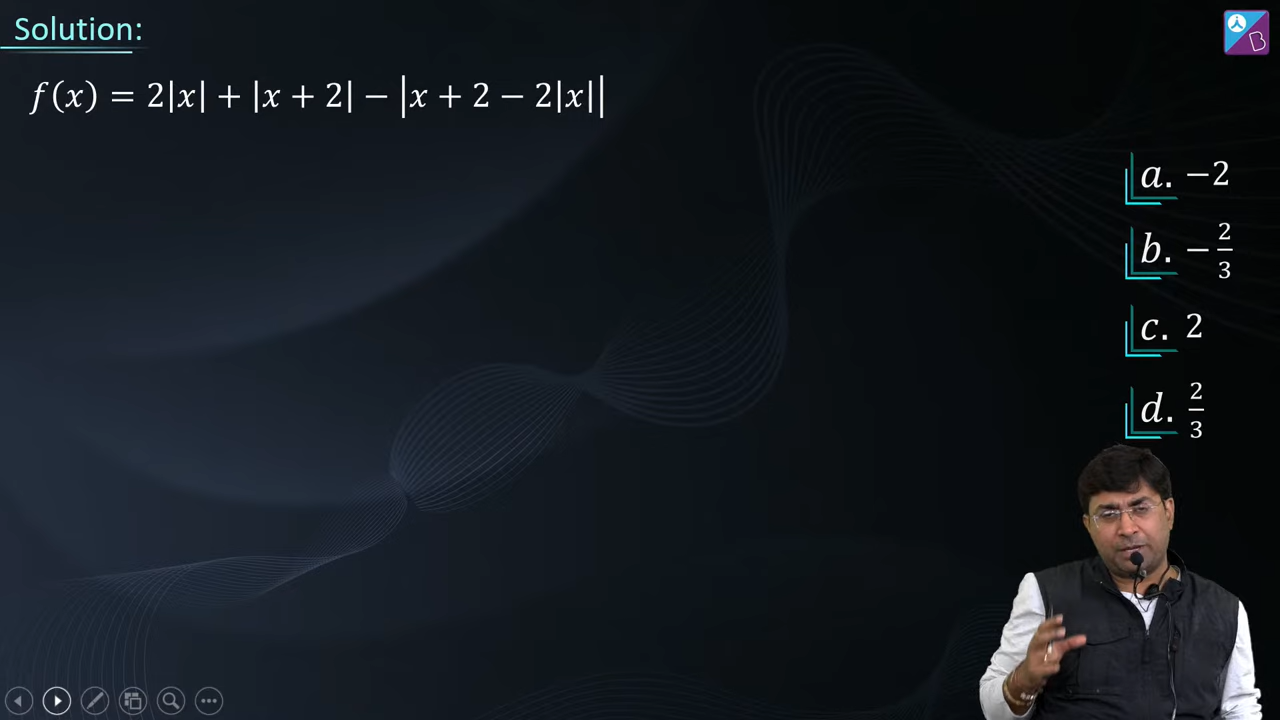 Solution:
f(x) = 2|x| + |x + 2| − |x + 2 − 2|x||
a. −2
b. −2/3
c. 2
d. 2/3
B